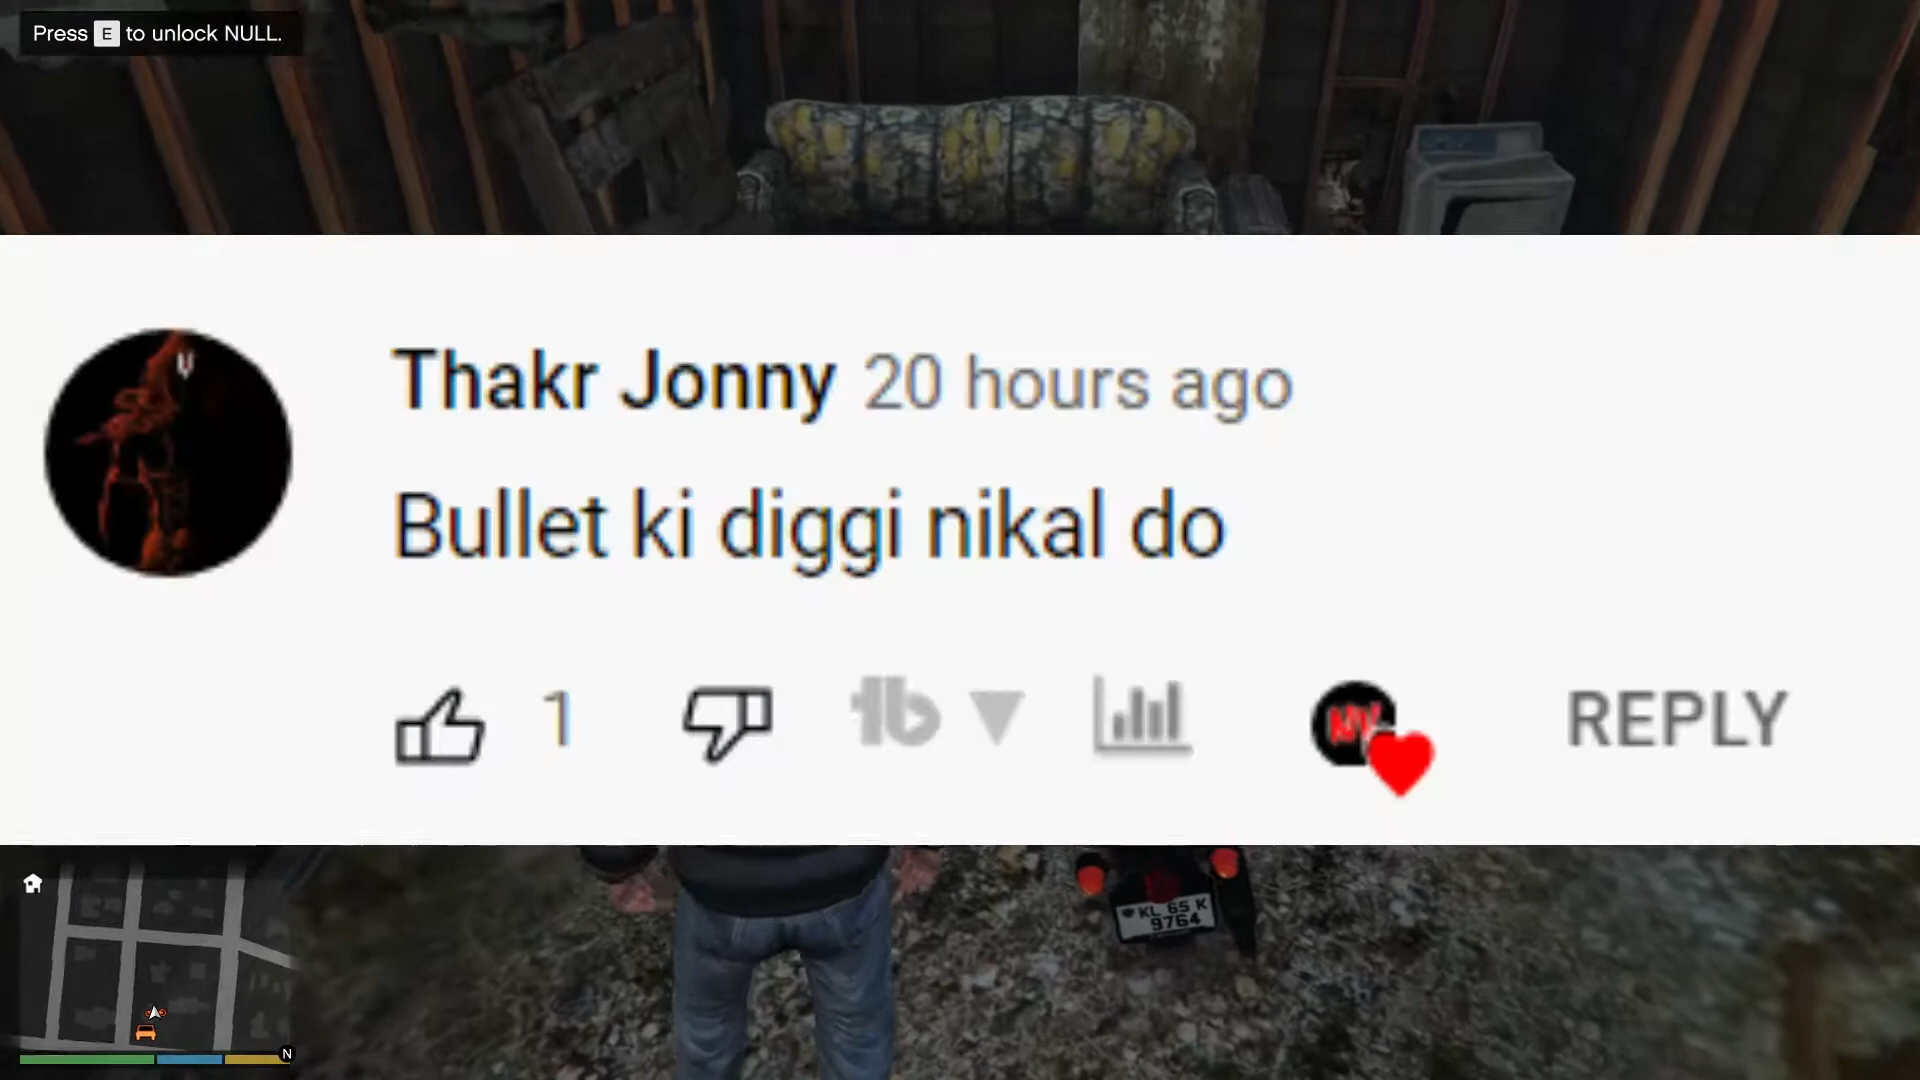 Press E to unlock NULL.
Thakr Jonny 20 hours ago
Bullet ki diggi nikal do
1
REPLY
KL 65 K
9764
N